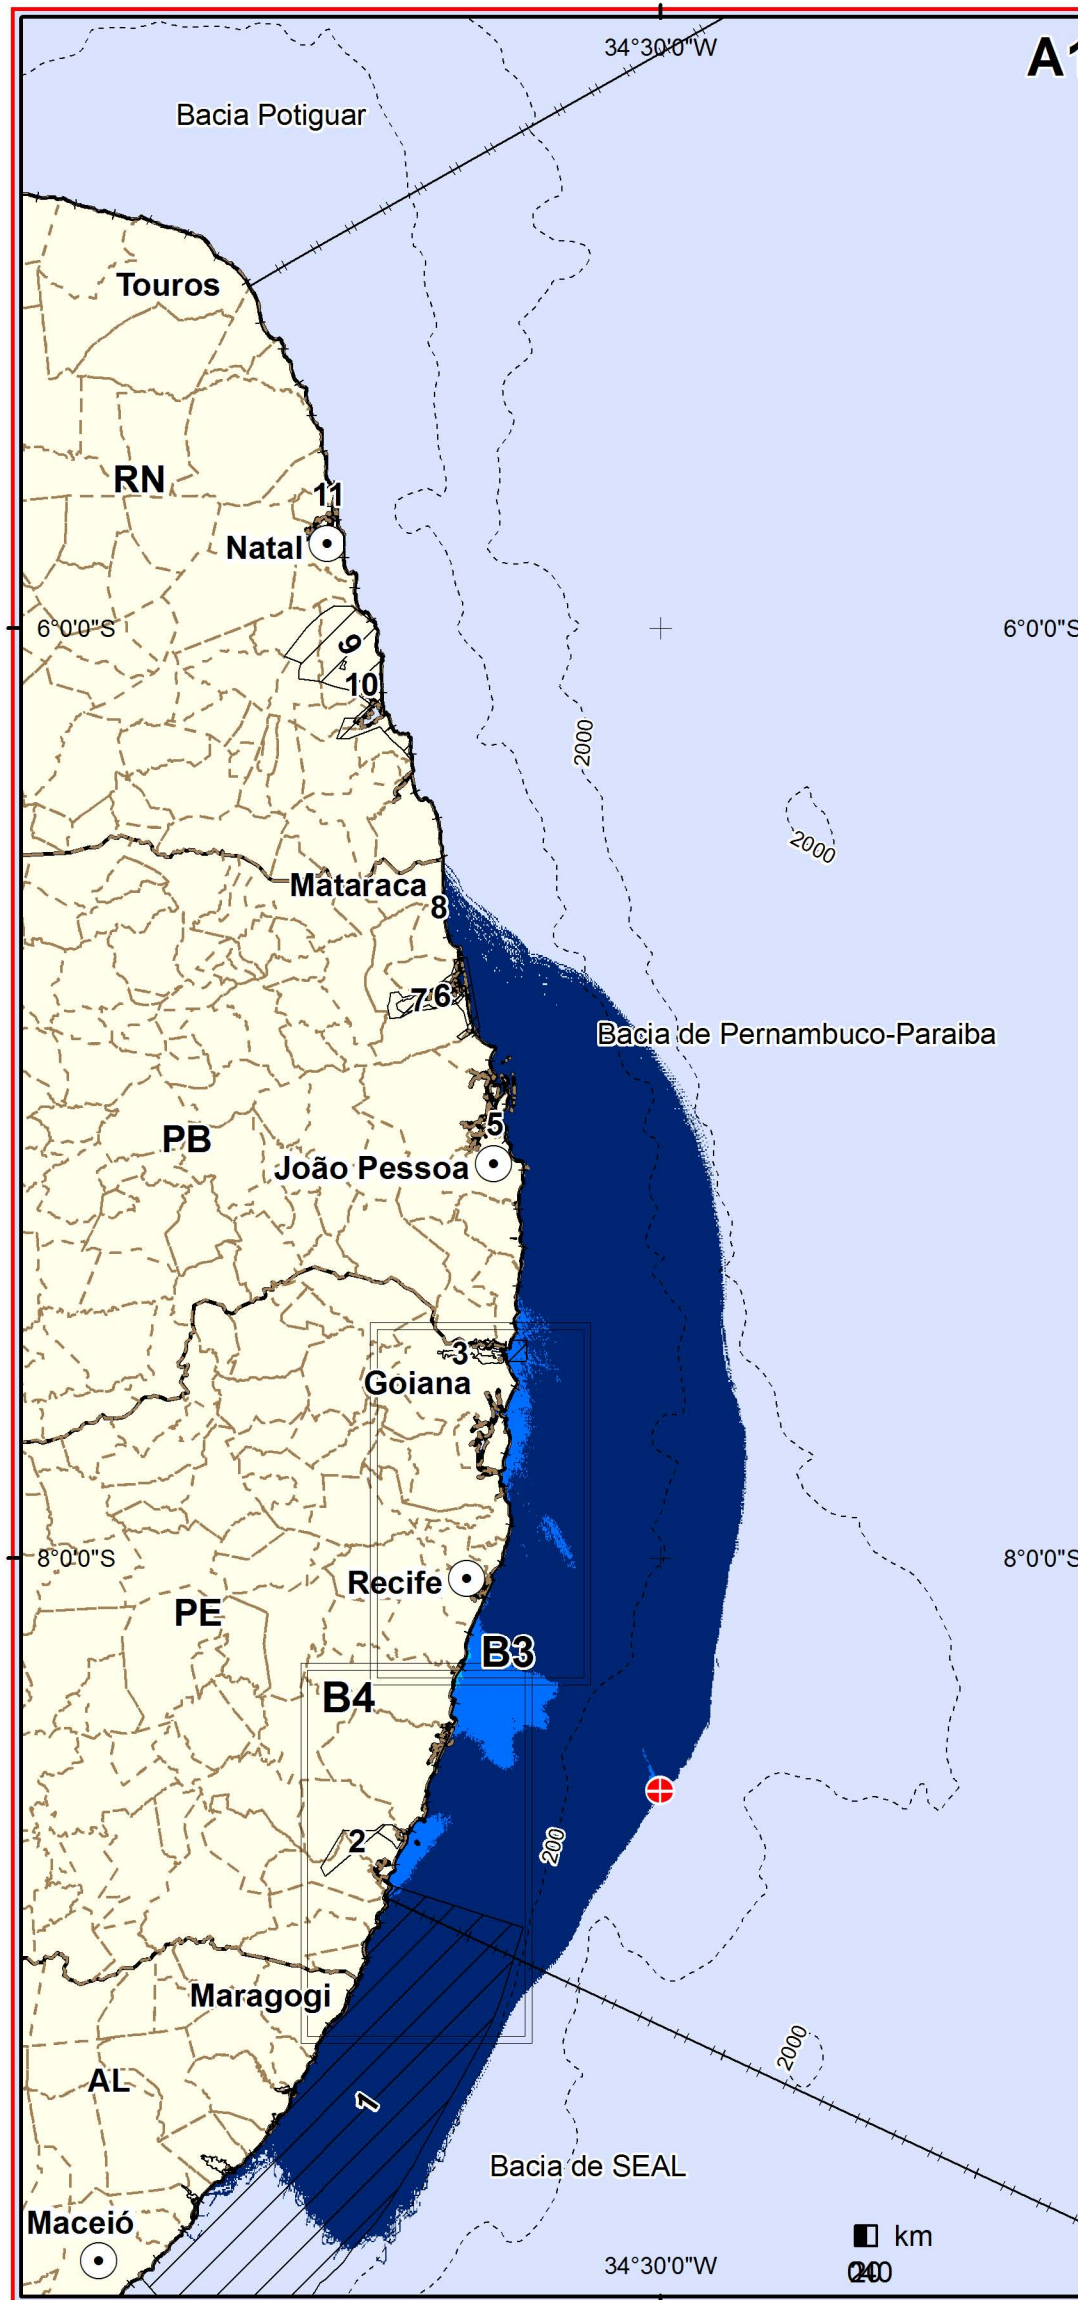 34°30'0"W
A1
Bacia Potiguar
Touros
RN
11
Natal
6°0'0"S
6°0'0"S
9
10
2000
2000
Mataraca
8
7
6
Bacia de Pernambuco-Paraiba
5
PB
João Pessoa
3
Goiana
8°0'0"S
8°0'0"S
Recife
PE
B3
B4
2
200
Maragogi
2000
AL
1
Bacia de SEAL
Maceió
km
34°30'0"W